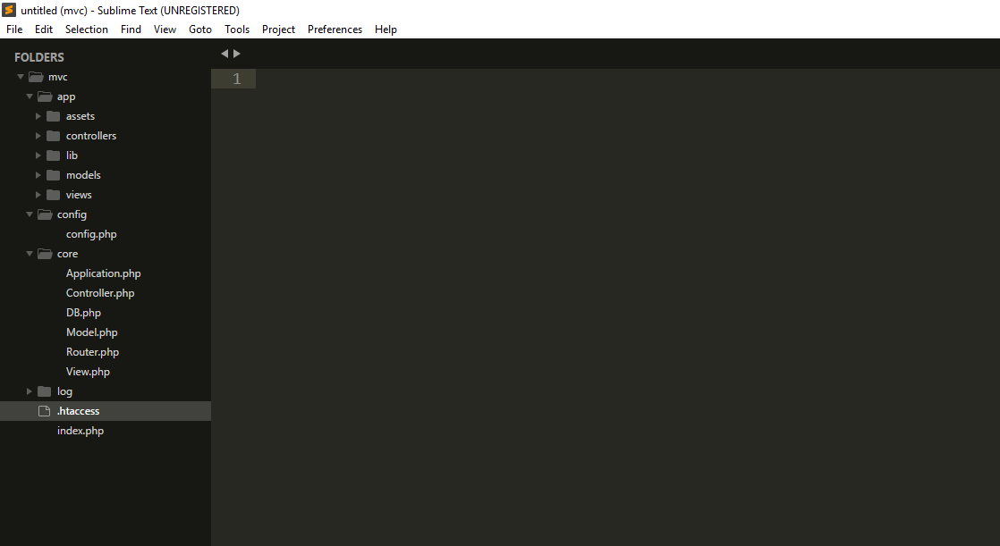 untitled (mvc) - Sublime Text (UNREGISTERED)
File Edit Selection Find View Goto Tools Project Preferences Help
FOLDERS
mvc
app
assets
controllers
lib
models
views
config
config.php
core
Application.php
Controller.php
DB.php
Model.php
Router.php
View.php
log
.htaccess
index.php
1